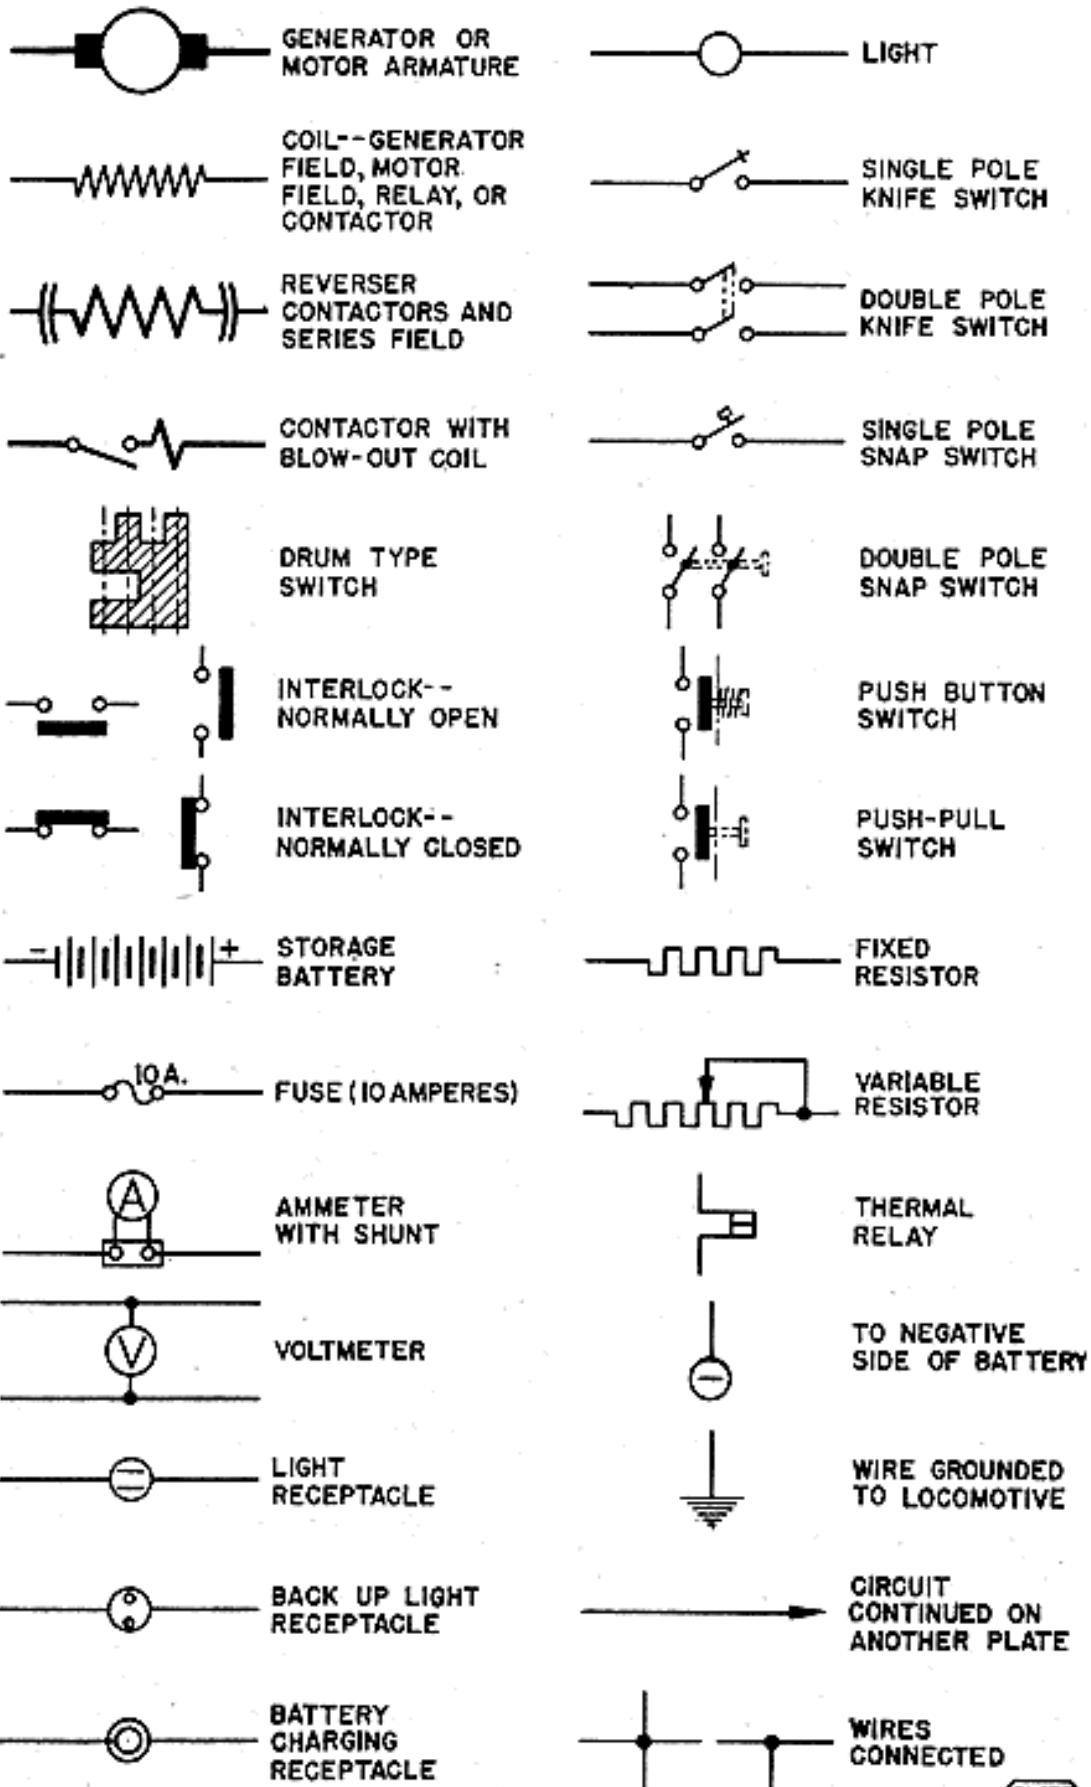 GENERATOR OR
MOTOR ARMATURE
LIGHT
COIL--GENERATOR
FIELD, MOTOR
FIELD, RELAY, OR
CONTACTOR
SINGLE POLE
KNIFE SWITCH
REVERSER
CONTACTORS AND
SERIES FIELD
DOUBLE POLE
KNIFE SWITCH
CONTACTOR WITH
BLOW-OUT COIL
SINGLE POLE
SNAP SWITCH
DRUM TYPE
SWITCH
DOUBLE POLE
SNAP SWITCH
INTERLOCK--
NORMALLY OPEN
PUSH BUTTON
SWITCH
INTERLOCK--
NORMALLY CLOSED
PUSH-PULL
SWITCH
- +
STORAGE
BATTERY
FIXED
RESISTOR
10 A.
FUSE (10 AMPERES)
VARIABLE
RESISTOR
A
AMMETER
WITH SHUNT
THERMAL
RELAY
V
VOLTMETER
TO NEGATIVE
SIDE OF BATTERY
LIGHT
RECEPTACLE
WIRE GROUNDED
TO LOCOMOTIVE
BACK UP LIGHT
RECEPTACLE
CIRCUIT
CONTINUED ON
ANOTHER PLATE
BATTERY
CHARGING
RECEPTACLE
WIRES
CONNECTED